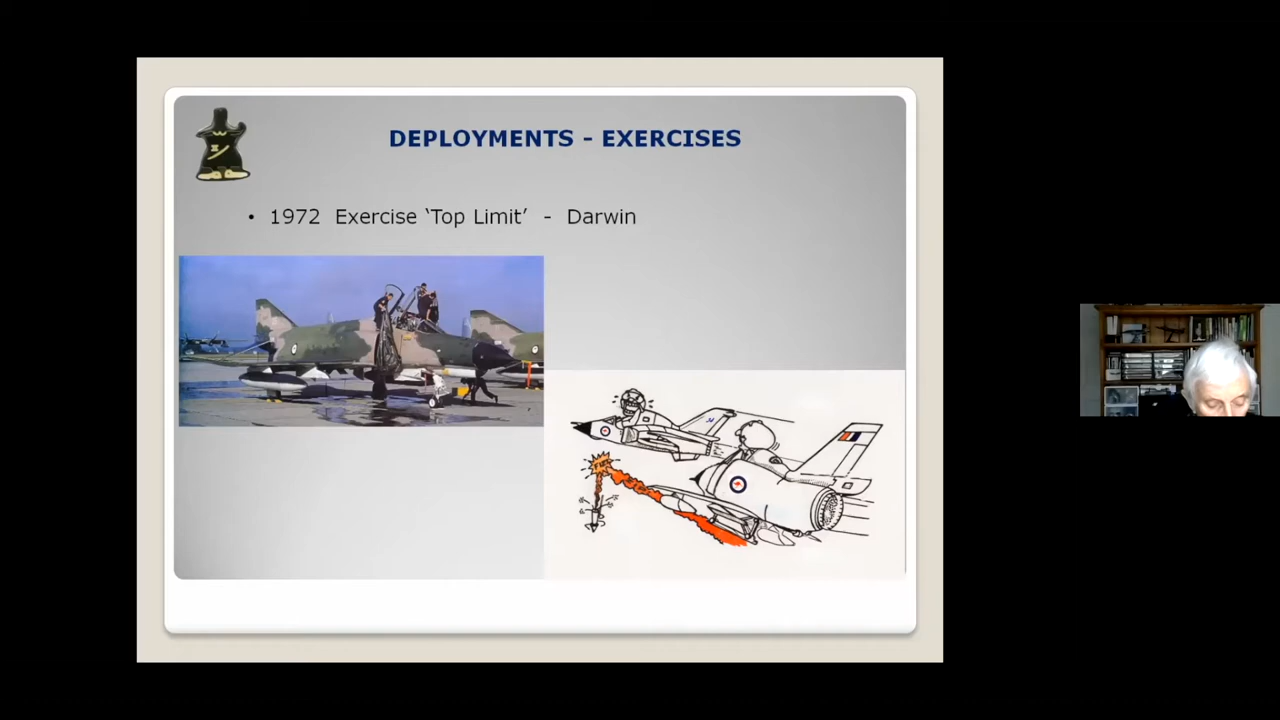 DEPLOYMENTS - EXERCISES
• 1972 Exercise ‘Top Limit’ - Darwin